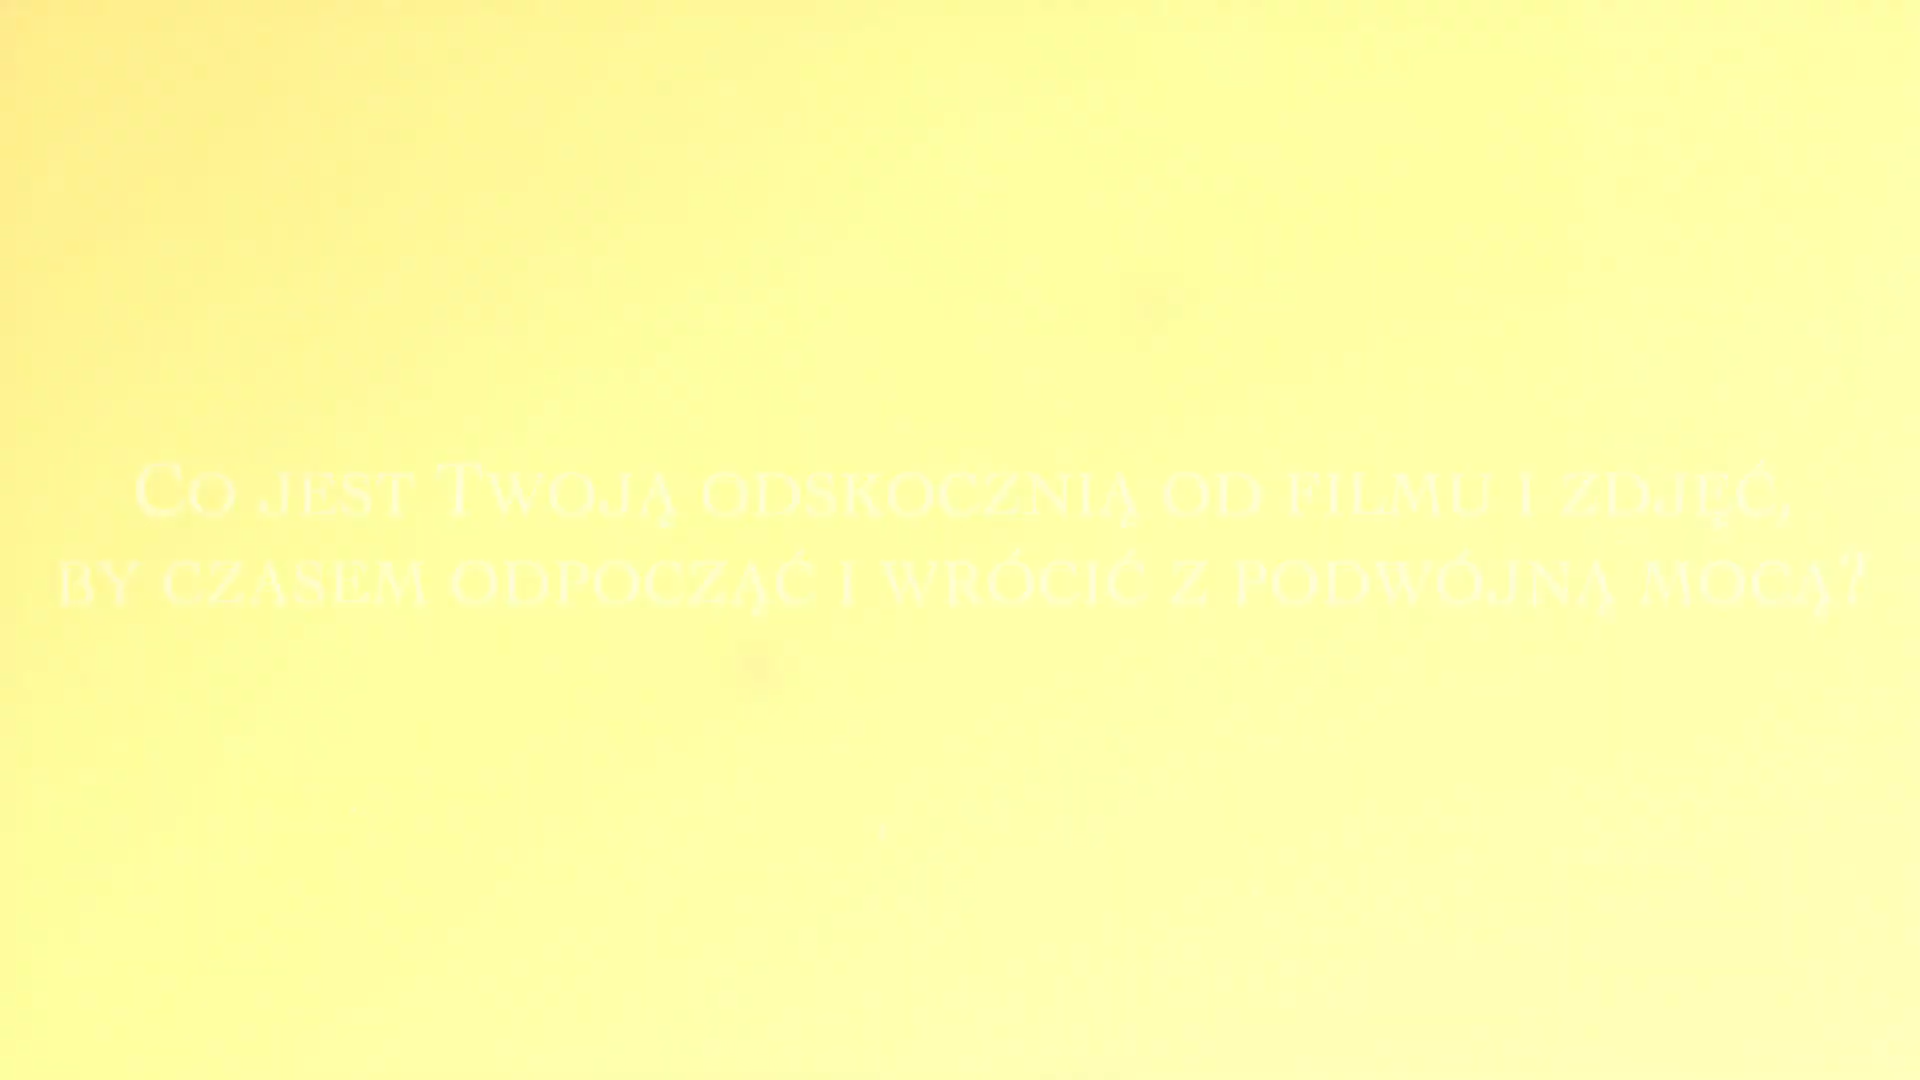 Co jest Twoją odskocznią od filmu i zdjęć,
by czasem odpocząć i wrócić z podwójną mocą?